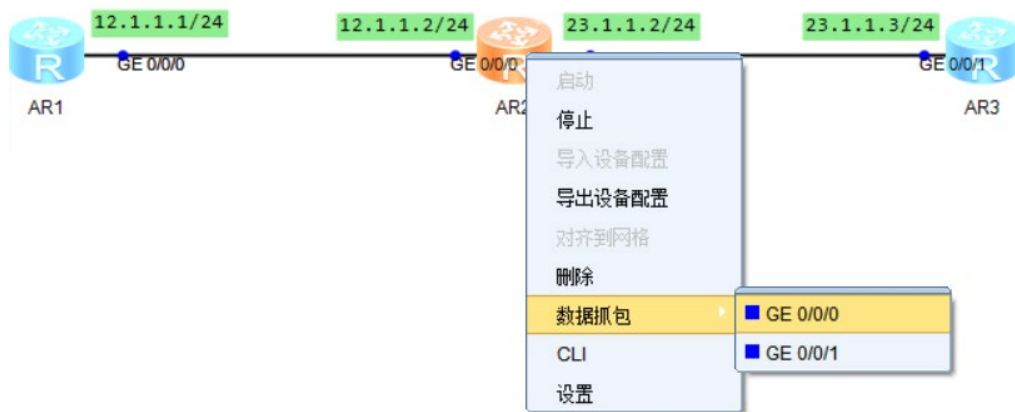 12.1.1.1/24
12.1.1.2/24
23.1.1.2/24
23.1.1.3/24
GE 0/0/0
GE 0/0/0
GE 0/0/1
AR1
AR2
AR3
启动
停止
导入设备配置
导出设备配置
对齐到网格
删除
数据抓包
GE 0/0/0
CLI
GE 0/0/1
设置